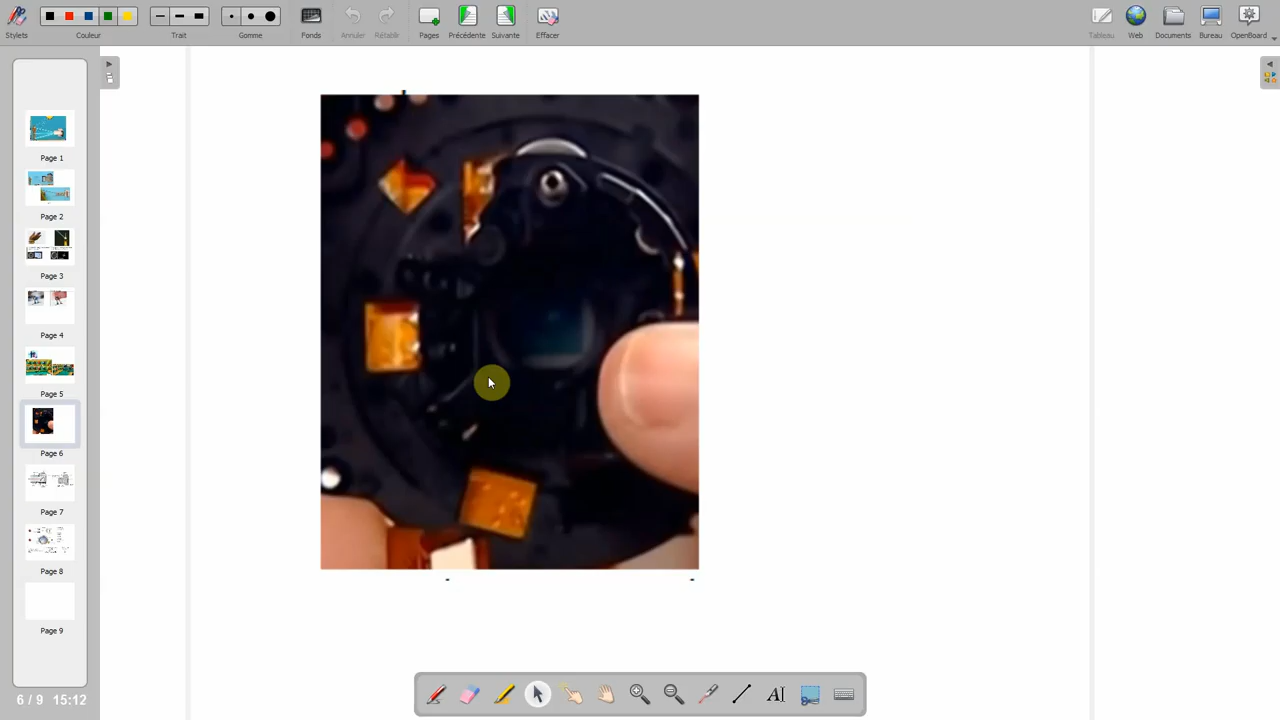 Stylets
Couleur
Trait
Gomme
Fonds
Annuler
Rétablir
Pages
Précédente
Suivante
Effacer
Tableau
Web
Documents
Bureau
OpenBoard
Page 1
Page 2
Page 3
Page 4
Page 5
Page 6
Page 7
Page 8
Page 9
6 / 9 15:12